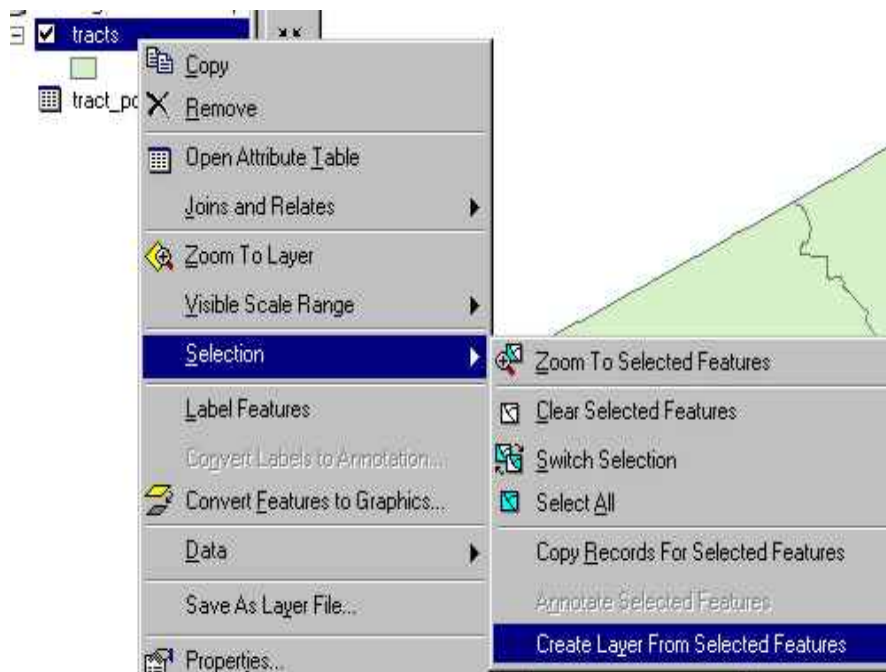 tracts
tract_po
Copy
Remove
Open Attribute Table
Joins and Relates
Zoom To Layer
Visible Scale Range
Selection
Label Features
Convert Labels to Annotation...
Convert Features to Graphics...
Data
Save As Layer File...
Properties...
Zoom To Selected Features
Clear Selected Features
Switch Selection
Select All
Copy Records For Selected Features
Annotate Selected Features
Create Layer From Selected Features